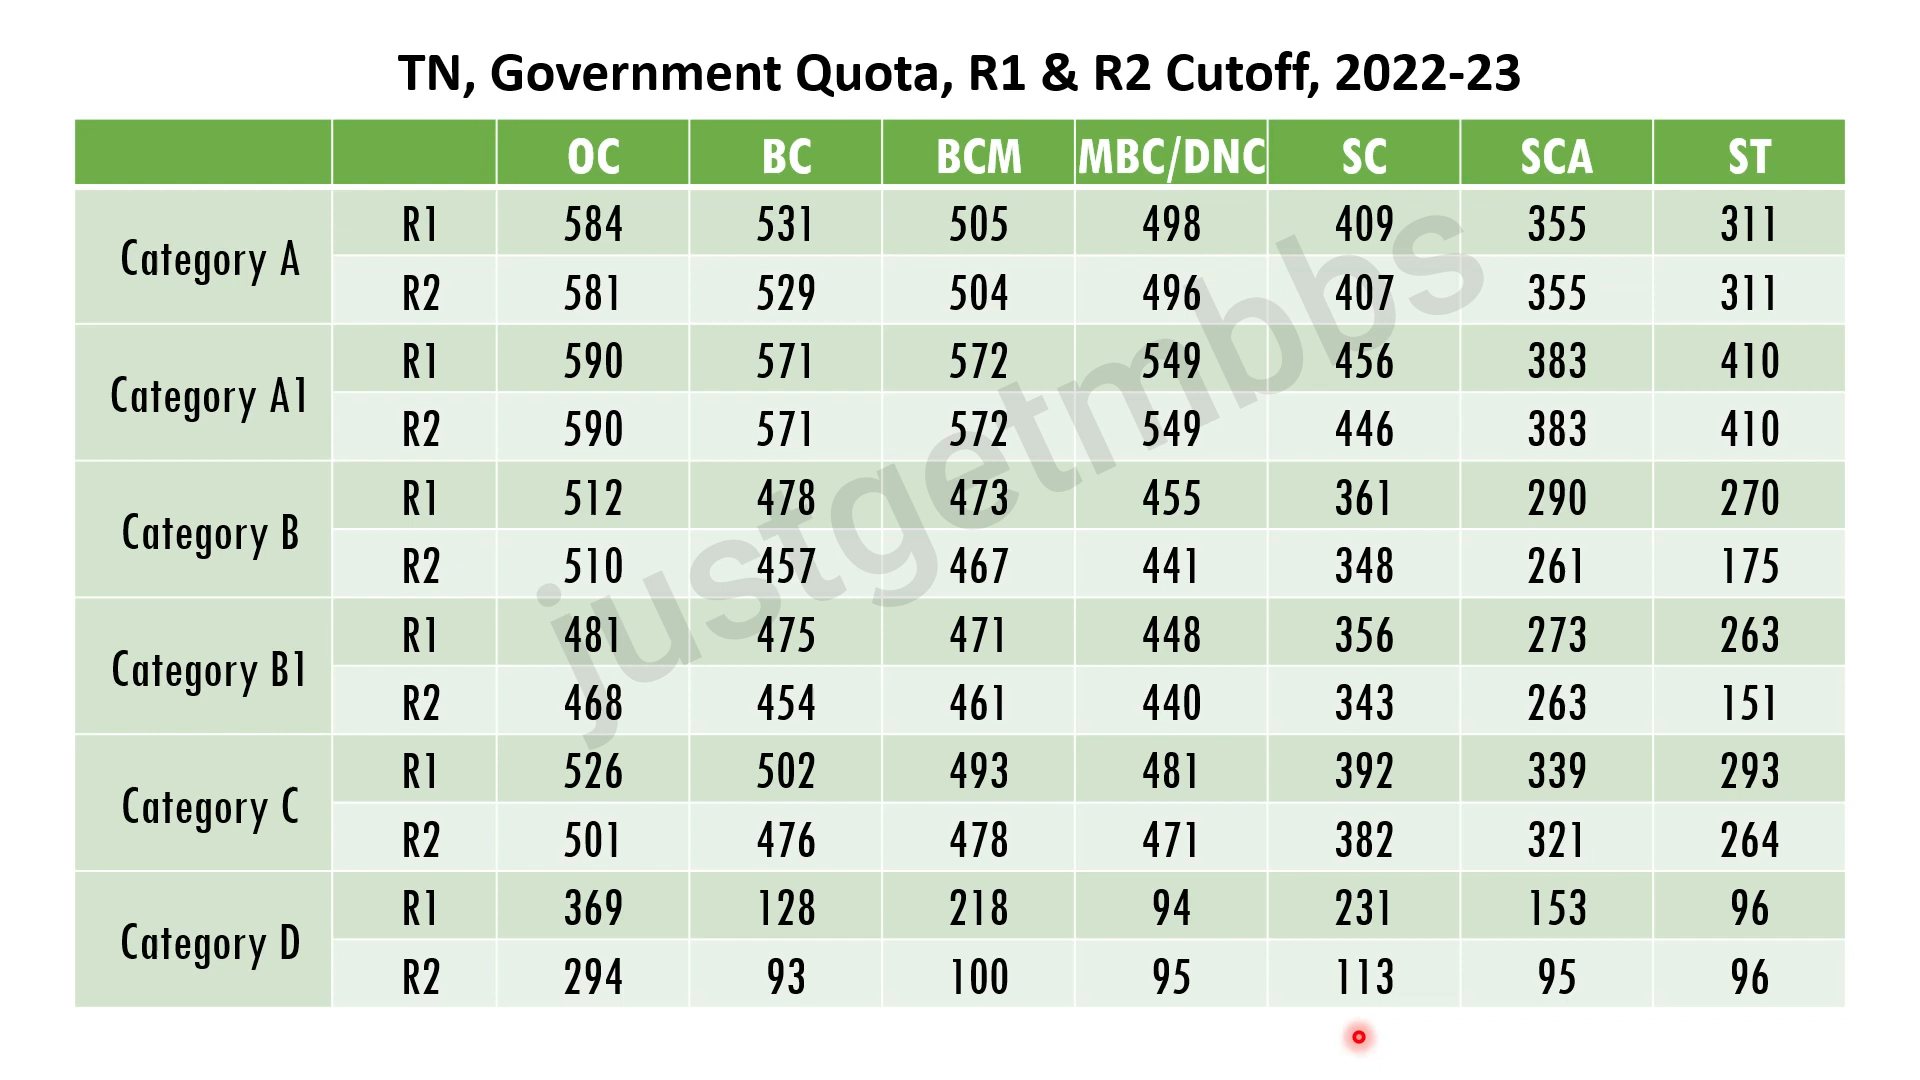 TN, Government Quota, R1 & R2 Cutoff, 2022-23
OC BC BCM MBC/DNC SC SCA ST
Category A
R1 584 531 505 498 409 355 311
R2 581 529 504 496 407 355 311
Category A1
R1 590 571 572 549 456 383 410
R2 590 571 572 549 446 383 410
Category B
R1 512 478 473 455 361 290 270
R2 510 457 467 441 348 261 175
Category B1
R1 481 475 471 448 356 273 263
R2 468 454 461 440 343 263 151
Category C
R1 526 502 493 481 392 339 293
R2 501 476 478 471 382 321 264
Category D
R1 369 128 218 94 231 153 96
R2 294 93 100 95 113 95 96
justgetmbbs